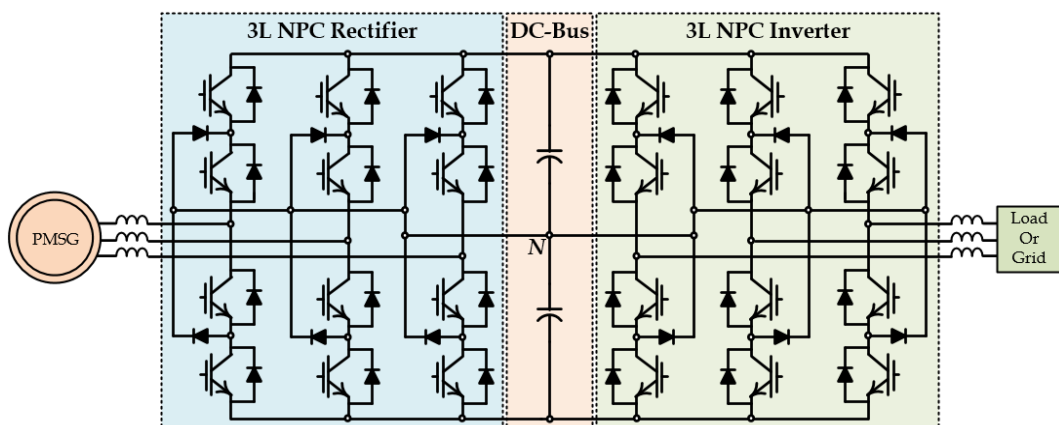 3L NPC Rectifier
DC-Bus
3L NPC Inverter
PMSG
N
Load
Or
Grid